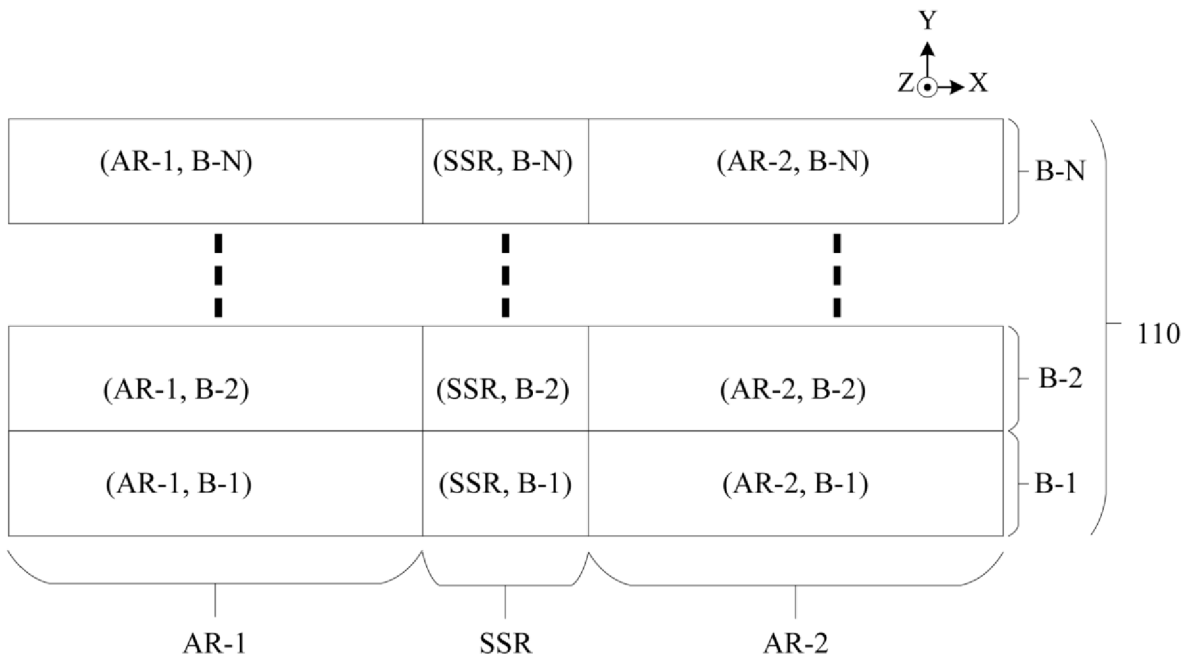 Y
Z X
(AR-1, B-N) (SSR, B-N) (AR-2, B-N) B-N
110
(AR-1, B-2) (SSR, B-2) (AR-2, B-2) B-2
(AR-1, B-1) (SSR, B-1) (AR-2, B-1) B-1
AR-1 SSR AR-2